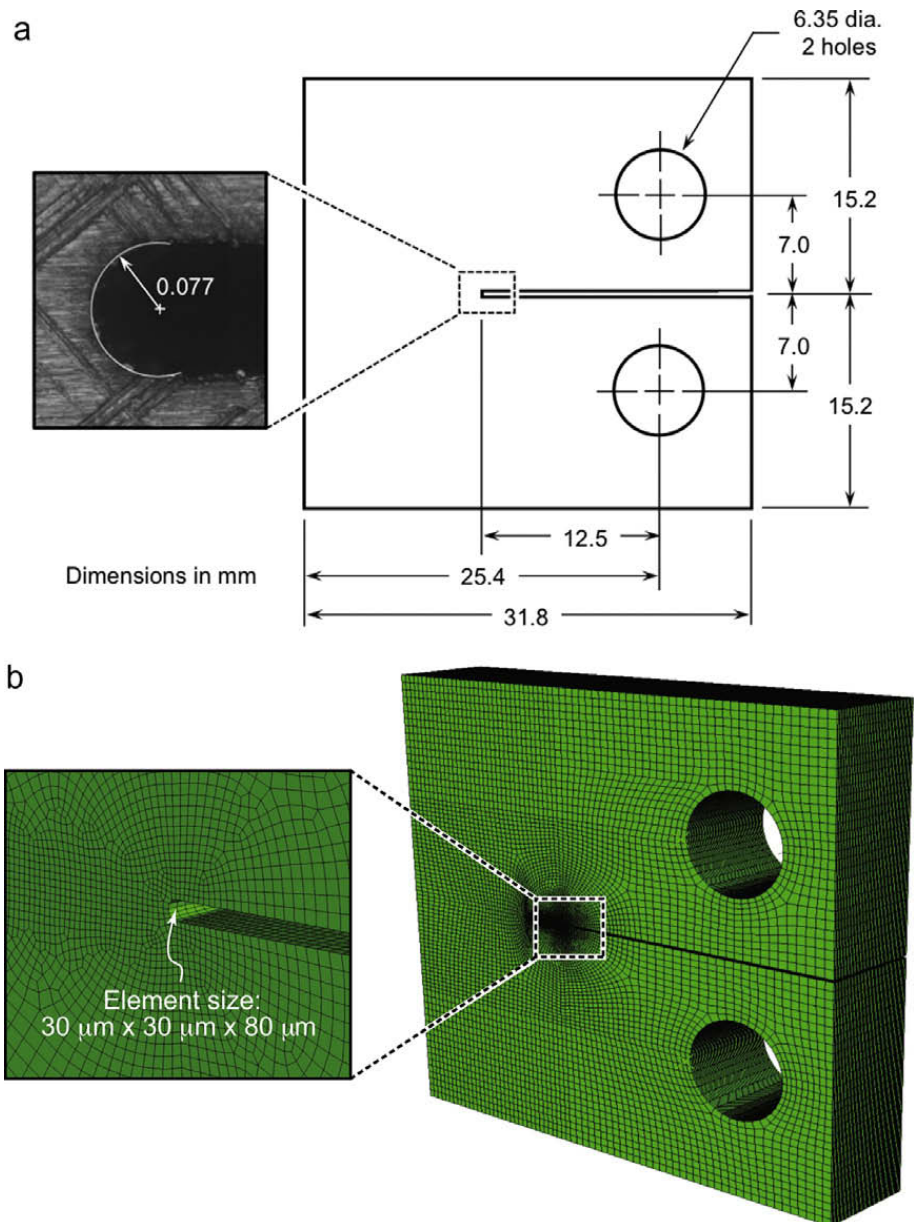 a
6.35 dia.
2 holes
0.077
15.2
7.0
7.0
15.2
12.5
Dimensions in mm
25.4
31.8
b
Element size:
30 μm x 30 μm x 80 μm